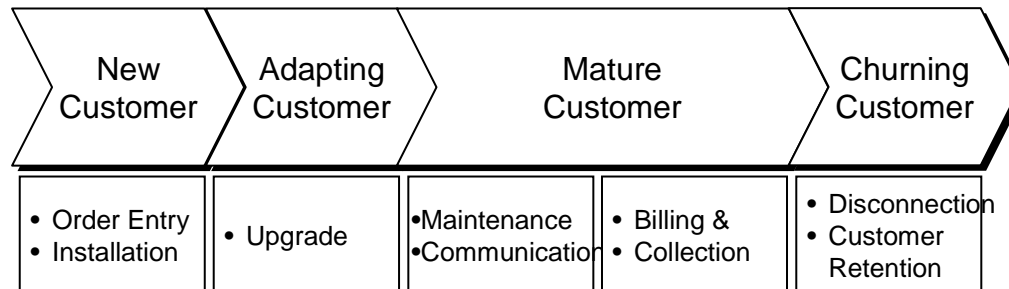 New
Customer
Adapting
Customer
Mature
Customer
Churning
Customer
• Order Entry
• Installation
• Upgrade
•Maintenance
•Communication
• Billing &
• Collection
• Disconnection
• Customer
Retention